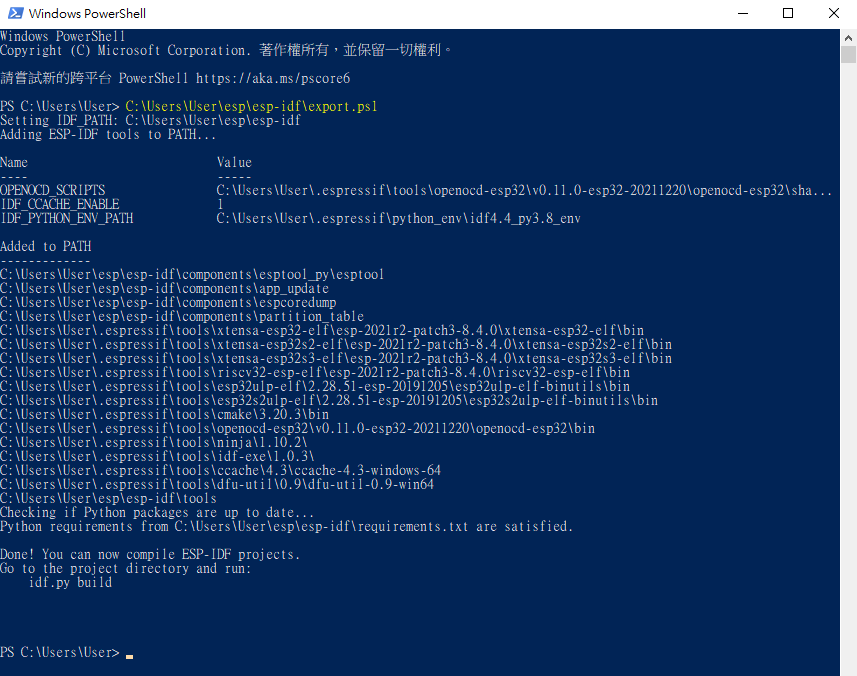 Windows PowerShell
Windows PowerShell
Copyright (C) Microsoft Corporation. 著作權所有，並保留一切權利。
請嘗試新的跨平台 PowerShell https://aka.ms/pscore6
PS C:\Users\User> C:\Users\User\esp\esp-idf\export.ps1
Setting IDF_PATH: C:\Users\User\esp\esp-idf
Adding ESP-IDF tools to PATH...
Name Value
---- -----
OPENOCD_SCRIPTS C:\Users\User\.espressif\tools\openocd-esp32\v0.11.0-esp32-20211220\openocd-esp32\sha...
IDF_CCACHE_ENABLE 1
IDF_PYTHON_ENV_PATH C:\Users\User\.espressif\python_env\idf4.4_py3.8_env
Added to PATH
-------------
C:\Users\User\esp\esp-idf\components\esptool_py\esptool
C:\Users\User\esp\esp-idf\components\app_update
C:\Users\User\esp\esp-idf\components\espcoredump
C:\Users\User\esp\esp-idf\components\partition_table
C:\Users\User\.espressif\tools\xtensa-esp32-elf\esp-2021r2-patch3-8.4.0\xtensa-esp32-elf\bin
C:\Users\User\.espressif\tools\xtensa-esp32s2-elf\esp-2021r2-patch3-8.4.0\xtensa-esp32s2-elf\bin
C:\Users\User\.espressif\tools\xtensa-esp32s3-elf\esp-2021r2-patch3-8.4.0\xtensa-esp32s3-elf\bin
C:\Users\User\.espressif\tools\riscv32-esp-elf\esp-2021r2-patch3-8.4.0\riscv32-esp-elf\bin
C:\Users\User\.espressif\tools\esp32ulp-elf\2.28.51-esp-20191205\esp32ulp-elf-binutils\bin
C:\Users\User\.espressif\tools\esp32s2ulp-elf\2.28.51-esp-20191205\esp32s2ulp-elf-binutils\bin
C:\Users\User\.espressif\tools\cmake\3.20.3\bin
C:\Users\User\.espressif\tools\openocd-esp32\v0.11.0-esp32-20211220\openocd-esp32\bin
C:\Users\User\.espressif\tools\ninja\1.10.2\
C:\Users\User\.espressif\tools\idf-exe\1.0.3\
C:\Users\User\.espressif\tools\ccache\4.3\ccache-4.3-windows-64
C:\Users\User\.espressif\tools\dfu-util\0.9\dfu-util-0.9-win64
C:\Users\User\esp\esp-idf\tools
Checking if Python packages are up to date...
Python requirements from C:\Users\User\esp\esp-idf\requirements.txt are satisfied.
Done! You can now compile ESP-IDF projects.
Go to the project directory and run:
idf.py build
PS C:\Users\User>